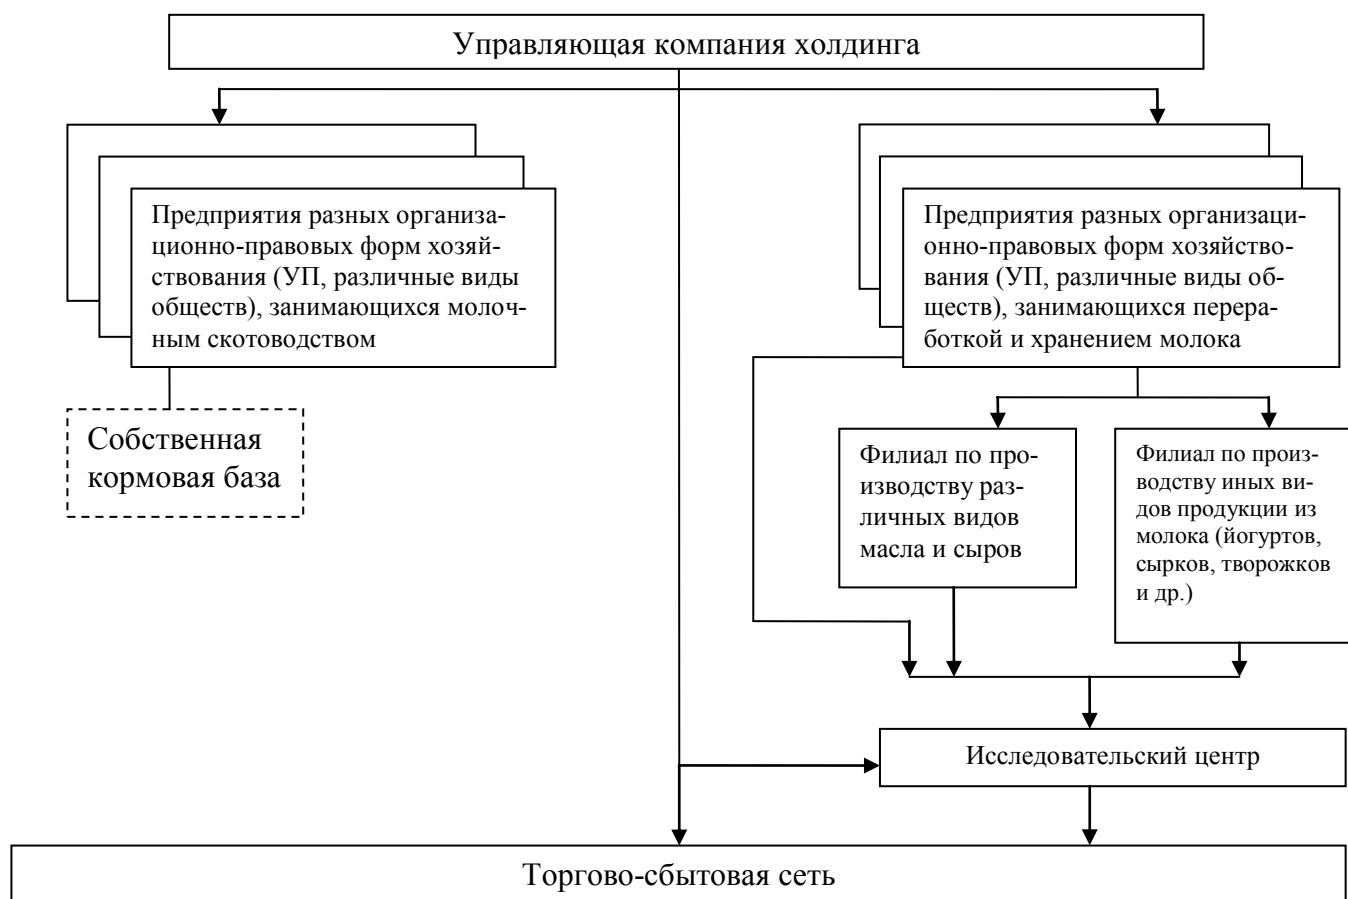 Управляющая компания холдинга
Предприятия разных организа-
ционно-правовых форм хозяй-
ствования (УП, различные виды
обществ), занимающихся молоч-
ным скотоводством
Предприятия разных организаци-
онно-правовых форм хозяйство-
вания (УП, различные виды об-
ществ), занимающихся перера-
боткой и хранением молока
Собственная
кормовая база
Филиал по про-
изводству раз-
личных видов
масла и сыров
Филиал по произ-
водству иных ви-
дов продукции из
молока (йогуртов,
сырков, творожков
и др.)
Исследовательский центр
Торгово-сбытовая сеть